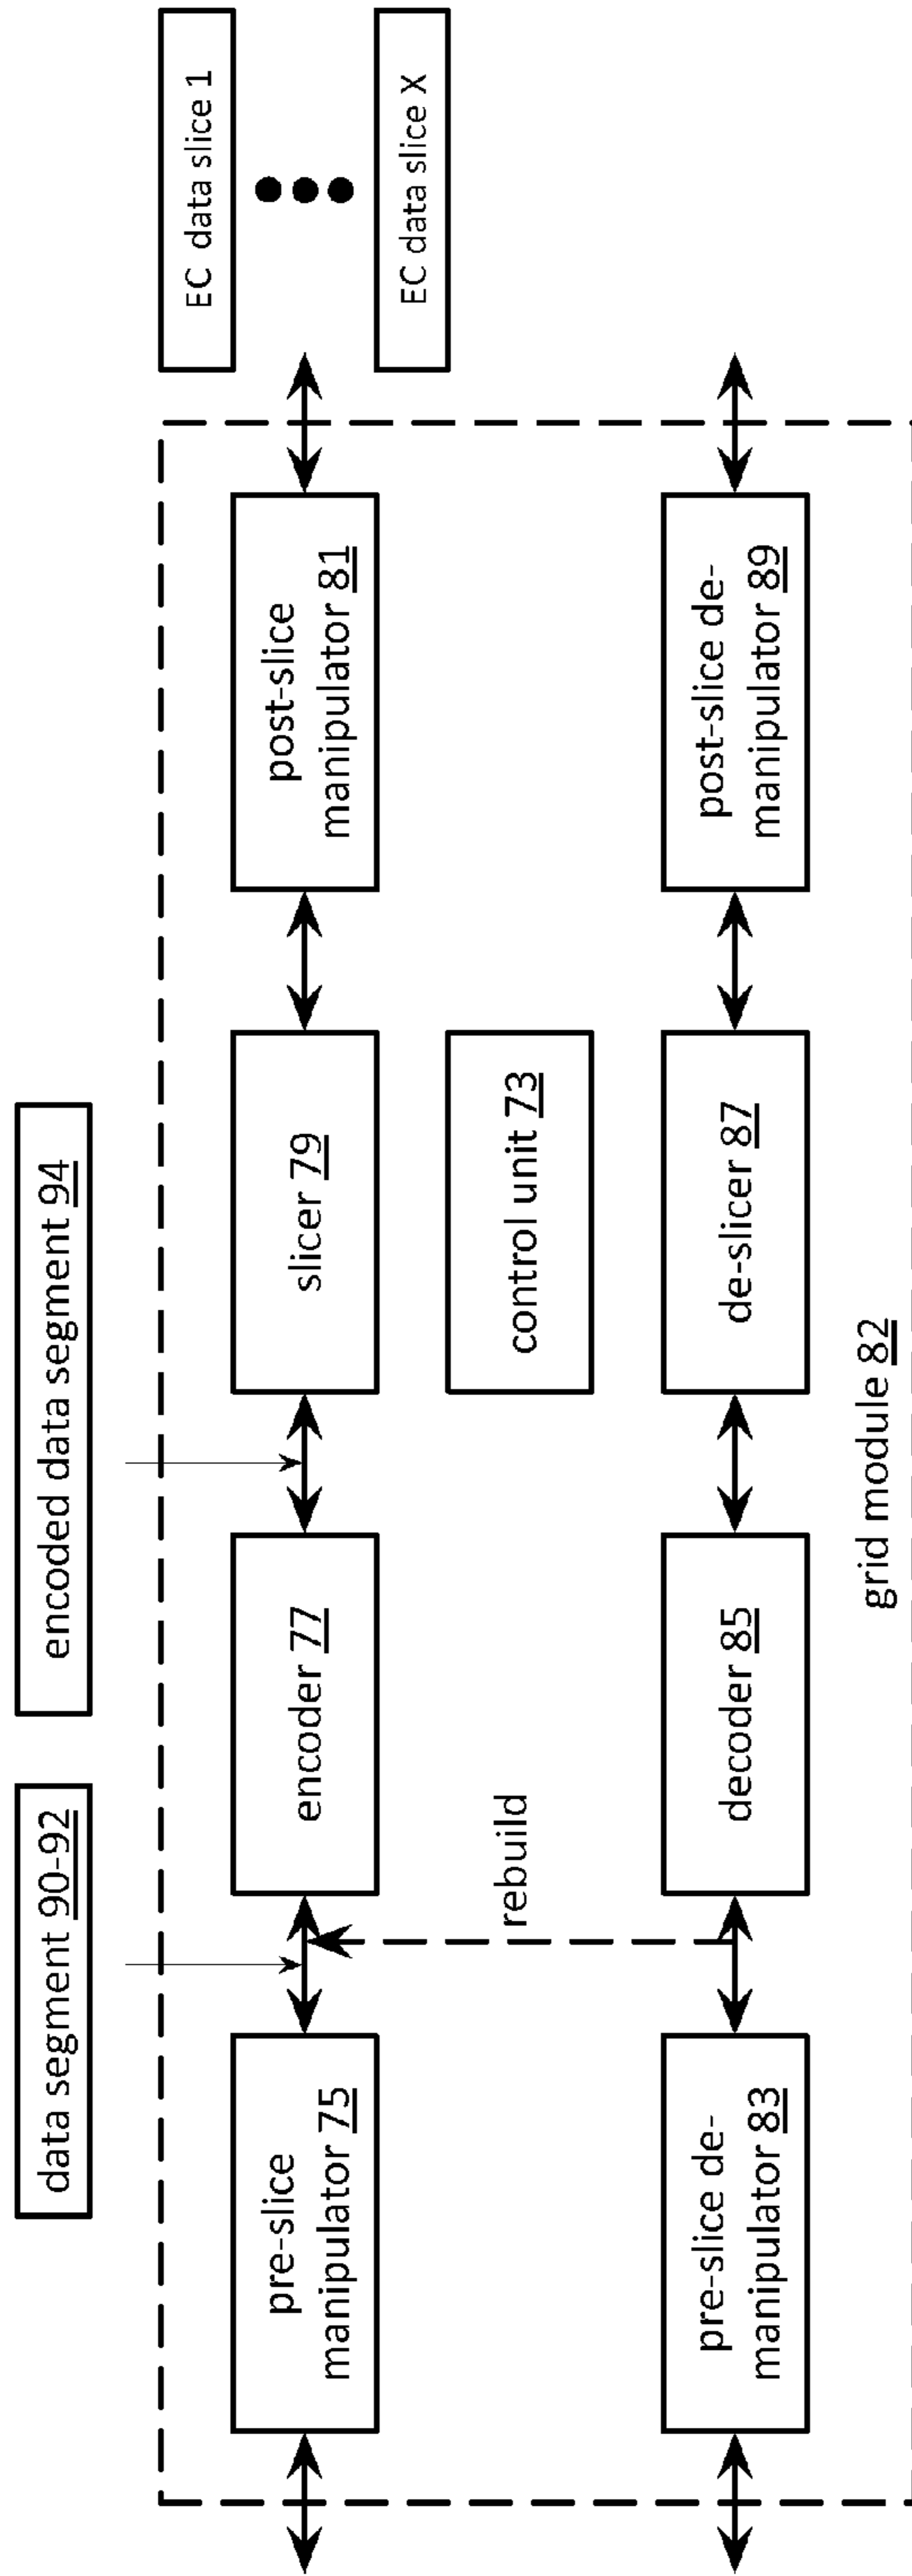 data segment 90-92
encoded data segment 94
EC data slice 1
EC data slice X
pre-slice
manipulator 75
encoder 77
slicer 79
post-slice
manipulator 81
rebuild
control unit 73
pre-slice de-
manipulator 83
decoder 85
de-slicer 87
post-slice de-
manipulator 89
grid module 82